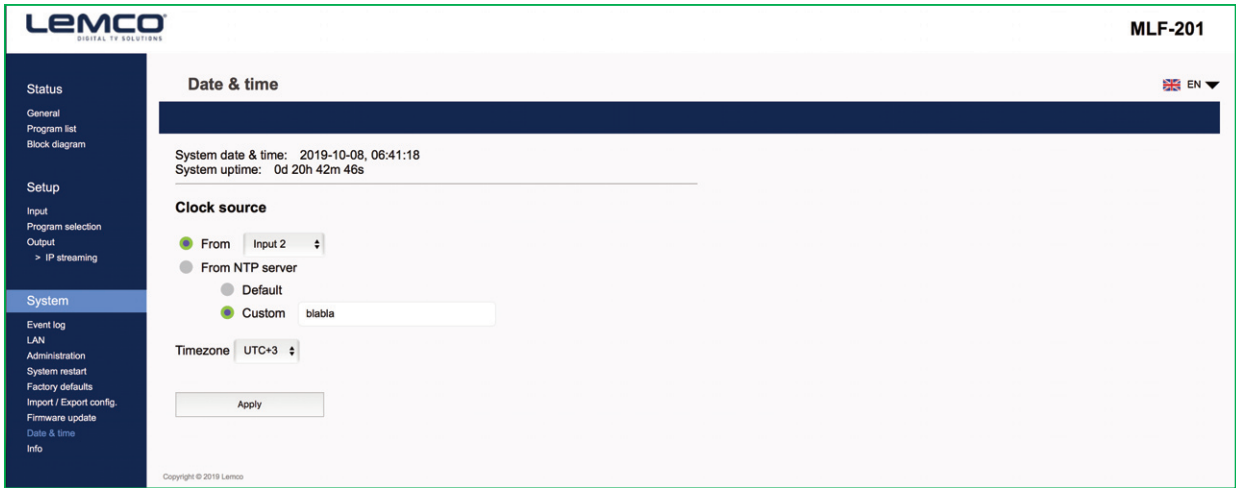 LEMCO
DIGITAL TV SOLUTIONS
MLF-201
Status
General
Program list
Block diagram
Setup
Input
Program selection
Output
> IP streaming
System
Event log
LAN
Administration
System restart
Factory defaults
Import / Export config.
Firmware update
Date & time
Info
Date & time
EN
System date & time: 2019-10-08, 06:41:18
System uptime: 0d 20h 42m 46s
Clock source
From Input 2
From NTP server
Default
Custom blabla
Timezone UTC+3
Apply
Copyright © 2019 Lemco